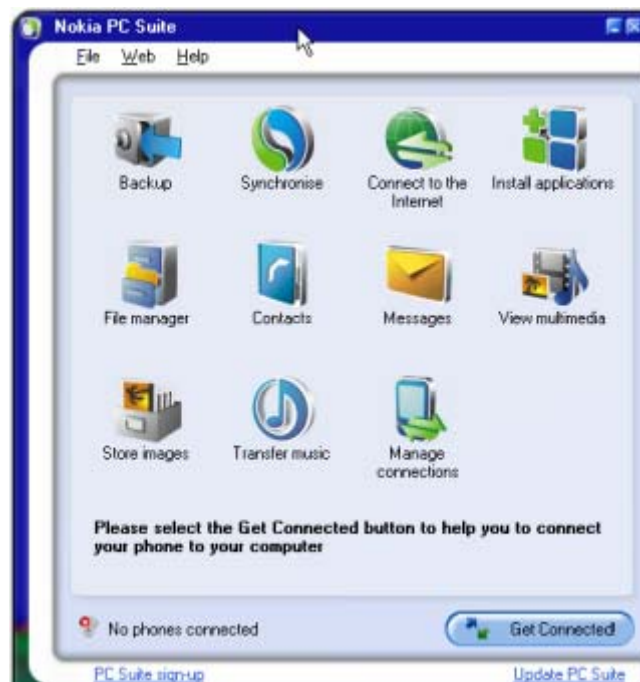 Nokia PC Suite
File Web Help
Backup Synchronise Connect to the Internet Install applications
File manager Contacts Messages View multimedia
Store images Transfer music Manage connections
Please select the Get Connected button to help you to connect
your phone to your computer
No phones connected Get Connected!
PC Suite sign-up Update PC Suite